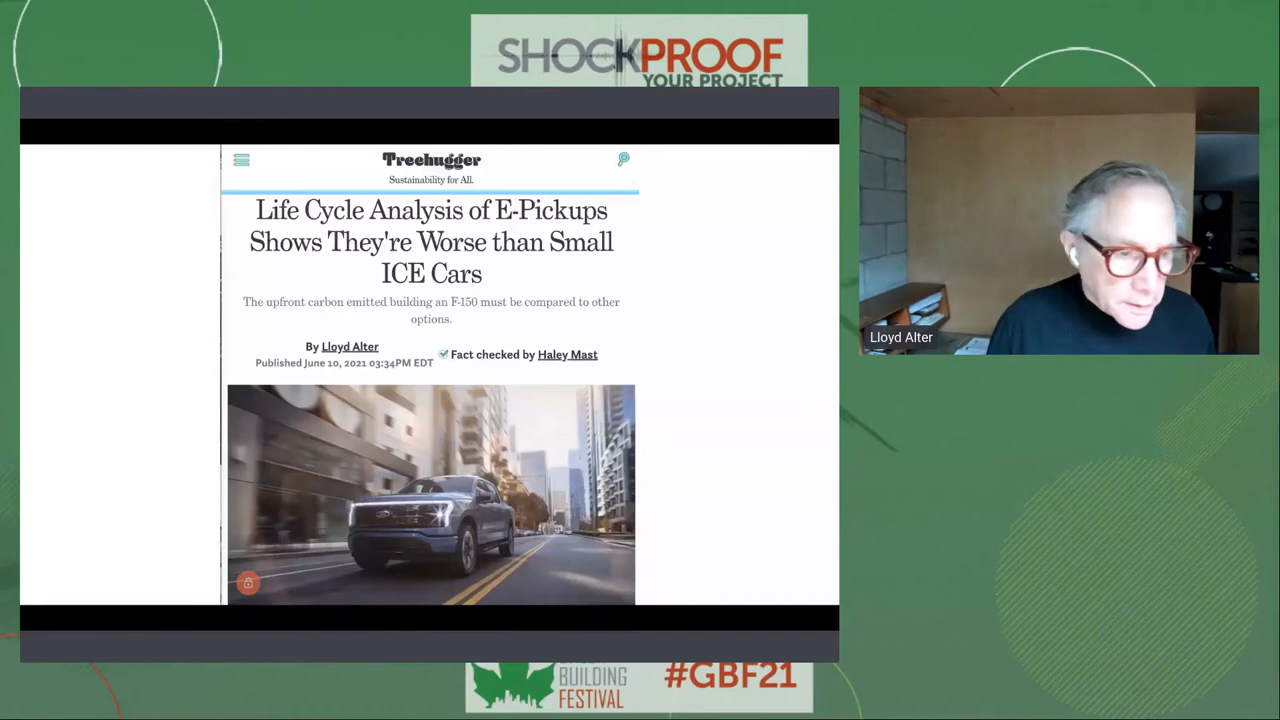 SHOCKPROOF
YOUR PROJECT
Treehugger
Sustainability for All.
Life Cycle Analysis of E-Pickups
Shows They're Worse than Small
ICE Cars
The upfront carbon emitted building an F-150 must be compared to other
options.
By Lloyd Alter
Published June 10, 2021 03:34PM EDT
Fact checked by Haley Mast
Lloyd Alter
BUILDING
FESTIVAL
#GBF21